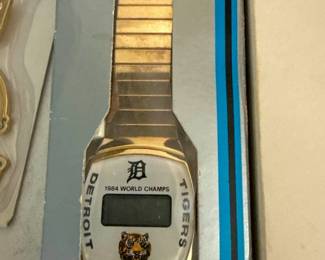 D
1984 WORLD CHAMPS
DETROIT
TIGERS